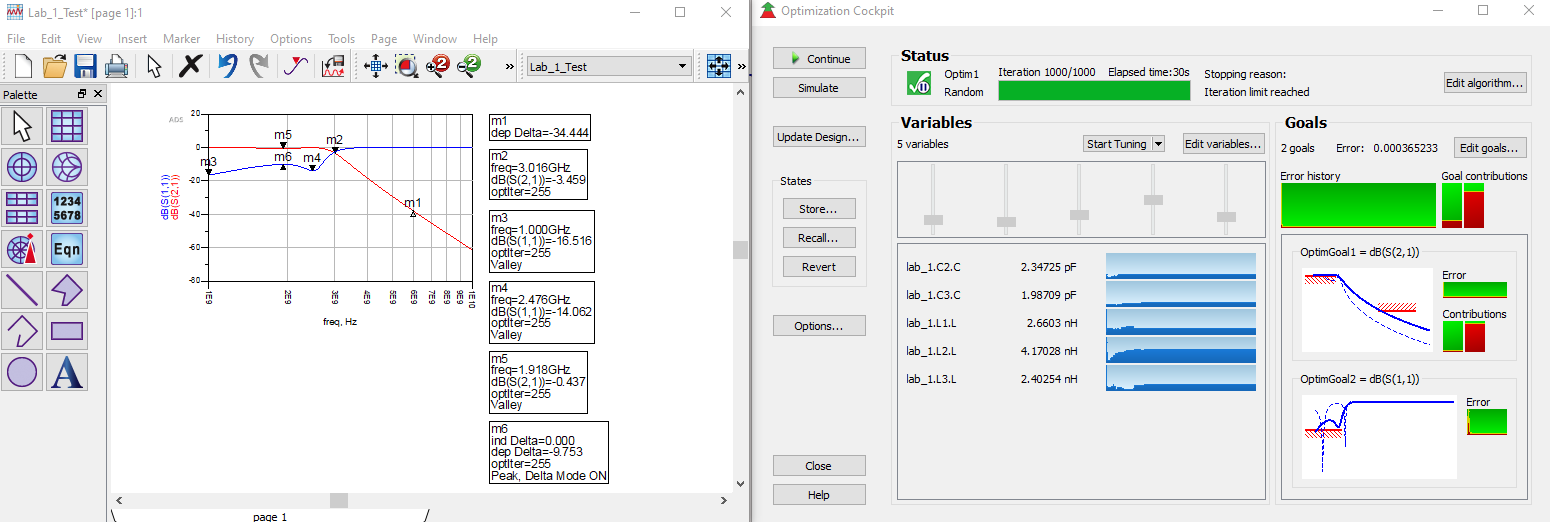 Lab_1_Test* [page 1]:1
File Edit View Insert Marker History Options Tools Page Window Help
Lab_1_Test
Palette
1234
5678
Eqn
A
ADS
20
0
-20
-40
-60
-80
dB(S(1,1))
dB(S(2,1))
m3
m5
m6
m4
m2
m1
1E9
2E9
3E9
4E9
5E9
6E9
7E9
8E9
9E9
1E10
freq, Hz
m1
dep Delta=-34.444
m2
freq=3.016GHz
dB(S(2,1))=-3.459
optIter=255
m3
freq=1.000GHz
dB(S(1,1))=-16.516
optIter=255
Valley
m4
freq=2.476GHz
dB(S(1,1))=-14.062
optIter=255
Valley
m5
freq=1.918GHz
dB(S(2,1))=-0.437
optIter=255
Valley
m6
ind Delta=0.000
dep Delta=-9.753
optIter=255
Peak, Delta Mode ON
page 1
Optimization Cockpit
Continue
Simulate
Update Design...
States
Store...
Recall...
Revert
Options...
Close
Help
Status
Optim1
Random
Iteration 1000/1000 Elapsed time:30s
Stopping reason:
Iteration limit reached
Edit algorithm...
Variables
5 variables
Start Tuning
Edit variables...
lab_1.C2.C 2.34725 pF
lab_1.C3.C 1.98709 pF
lab_1.L1.L 2.6603 nH
lab_1.L2.L 4.17028 nH
lab_1.L3.L 2.40254 nH
Goals
2 goals Error: 0.000365233
Edit goals...
Error history
Goal contributions
OptimGoal1 = dB(S(2,1))
Error
Contributions
OptimGoal2 = dB(S(1,1))
Error